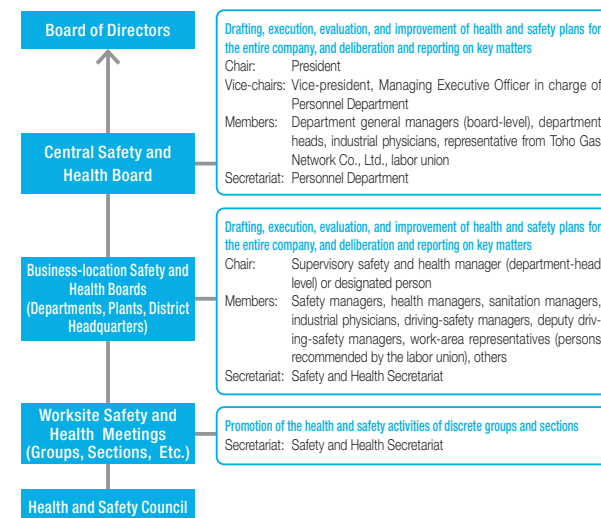 Board of Directors
Drafting, execution, evaluation, and improvement of health and safety plans for
the entire company, and deliberation and reporting on key matters
Chair: President
Vice-chairs: Vice-president, Managing Executive Officer in charge of
Personnel Department
Members: Department general managers (board-level), department
heads, industrial physicians, representative from Toho Gas
Network Co., Ltd., labor union
Secretariat: Personnel Department
Central Safety and
Health Board
Drafting, execution, evaluation, and improvement of health and safety plans for
the entire company, and deliberation and reporting on key matters
Chair: Supervisory safety and health manager (department-head
level) or designated person
Members: Safety managers, health managers, sanitation managers,
industrial physicians, driving-safety managers, deputy driv-
ing-safety managers, work-area representatives (persons
recommended by the labor union), others
Secretariat: Safety and Health Secretariat
Business-location Safety and
Health Boards
(Departments, Plants, District
Headquarters)
Worksite Safety and
Health Meetings
(Groups, Sections, Etc.)
Promotion of the health and safety activities of discrete groups and sections
Secretariat: Safety and Health Secretariat
Health and Safety Council